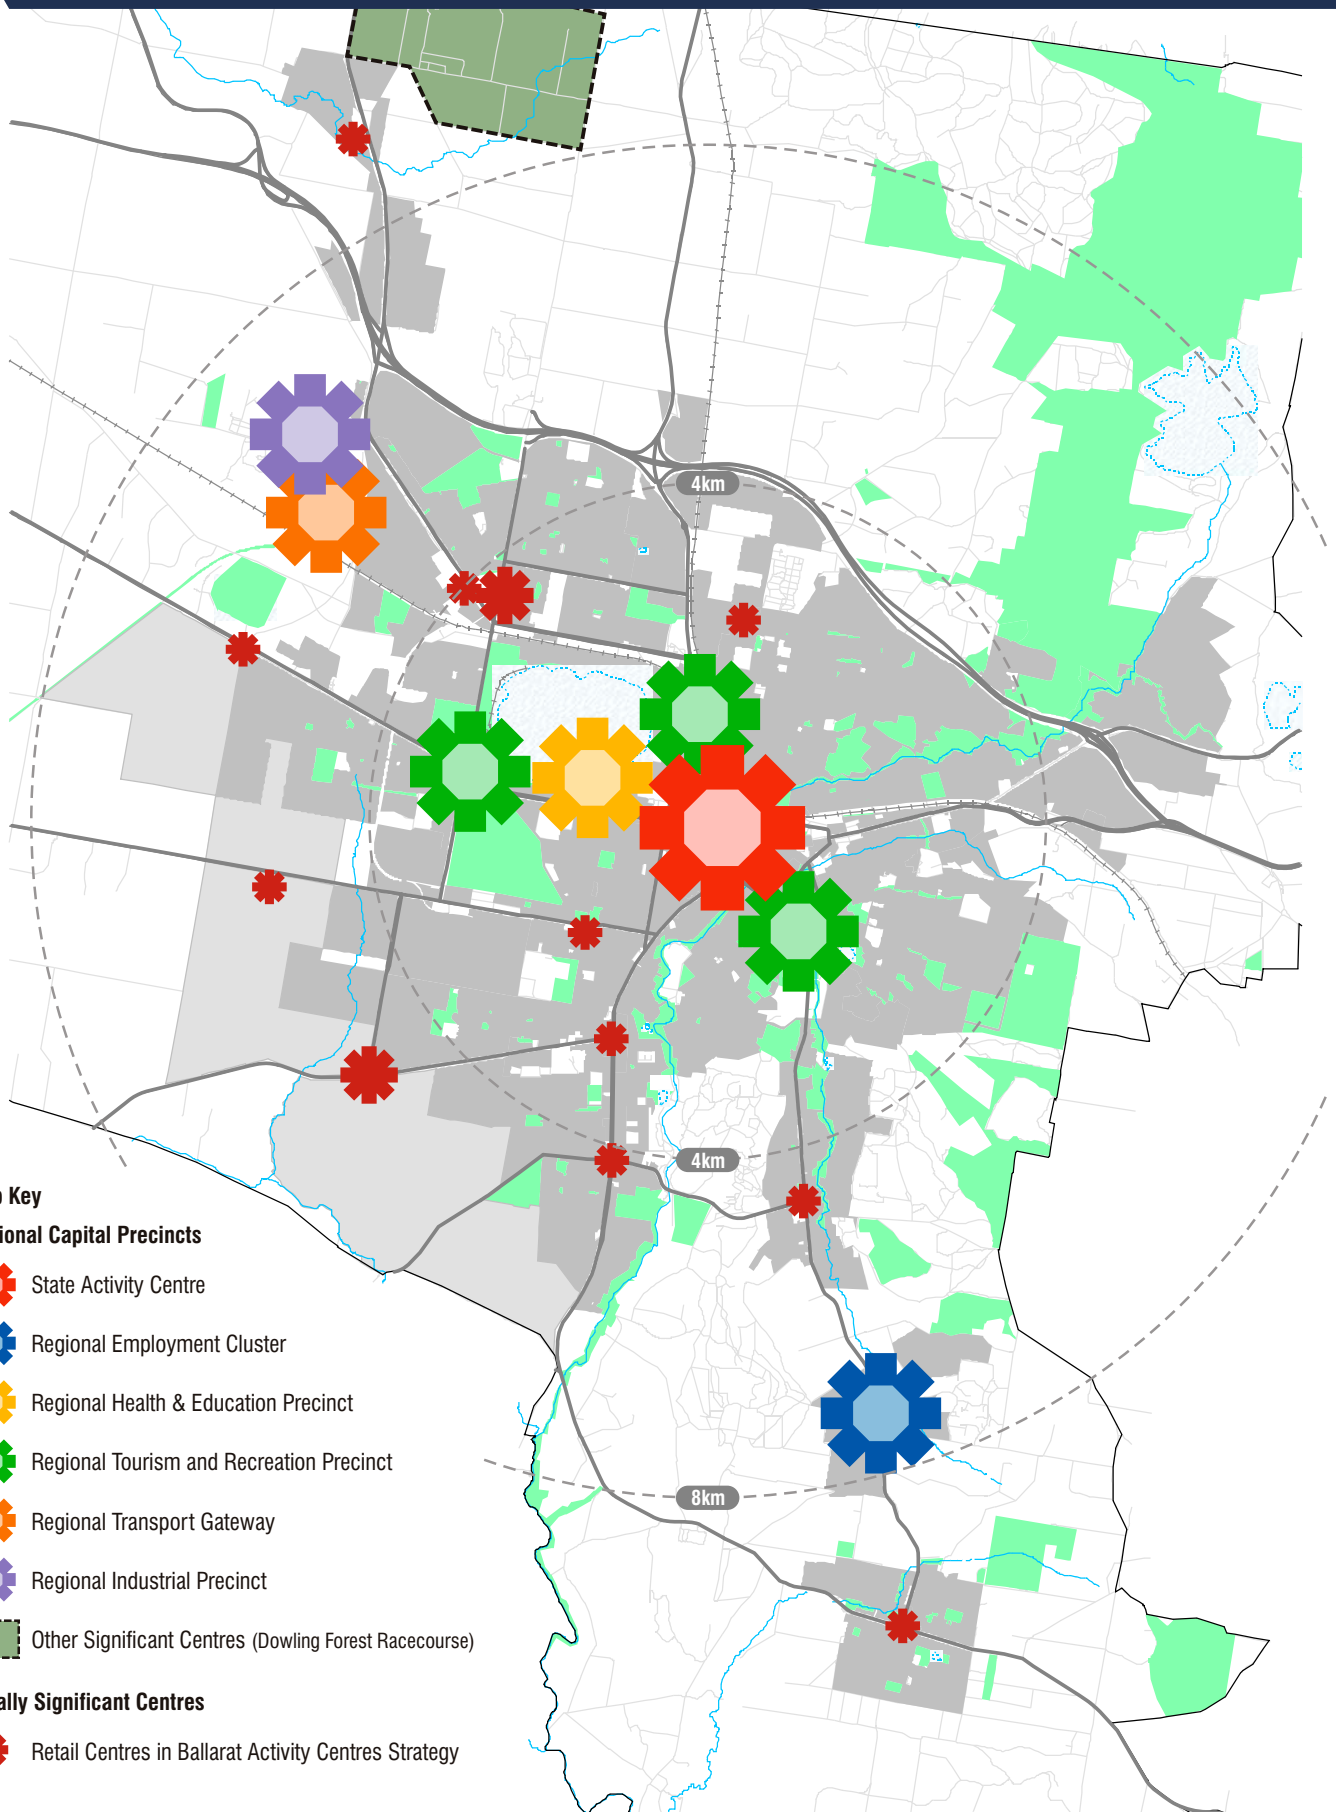 4km
4km
8km
Key
ional Capital Precincts
State Activity Centre
Regional Employment Cluster
Regional Health & Education Precinct
Regional Tourism and Recreation Precinct
Regional Transport Gateway
Regional Industrial Precinct
Other Significant Centres (Dowling Forest Racecourse)
ally Significant Centres
Retail Centres in Ballarat Activity Centres Strategy